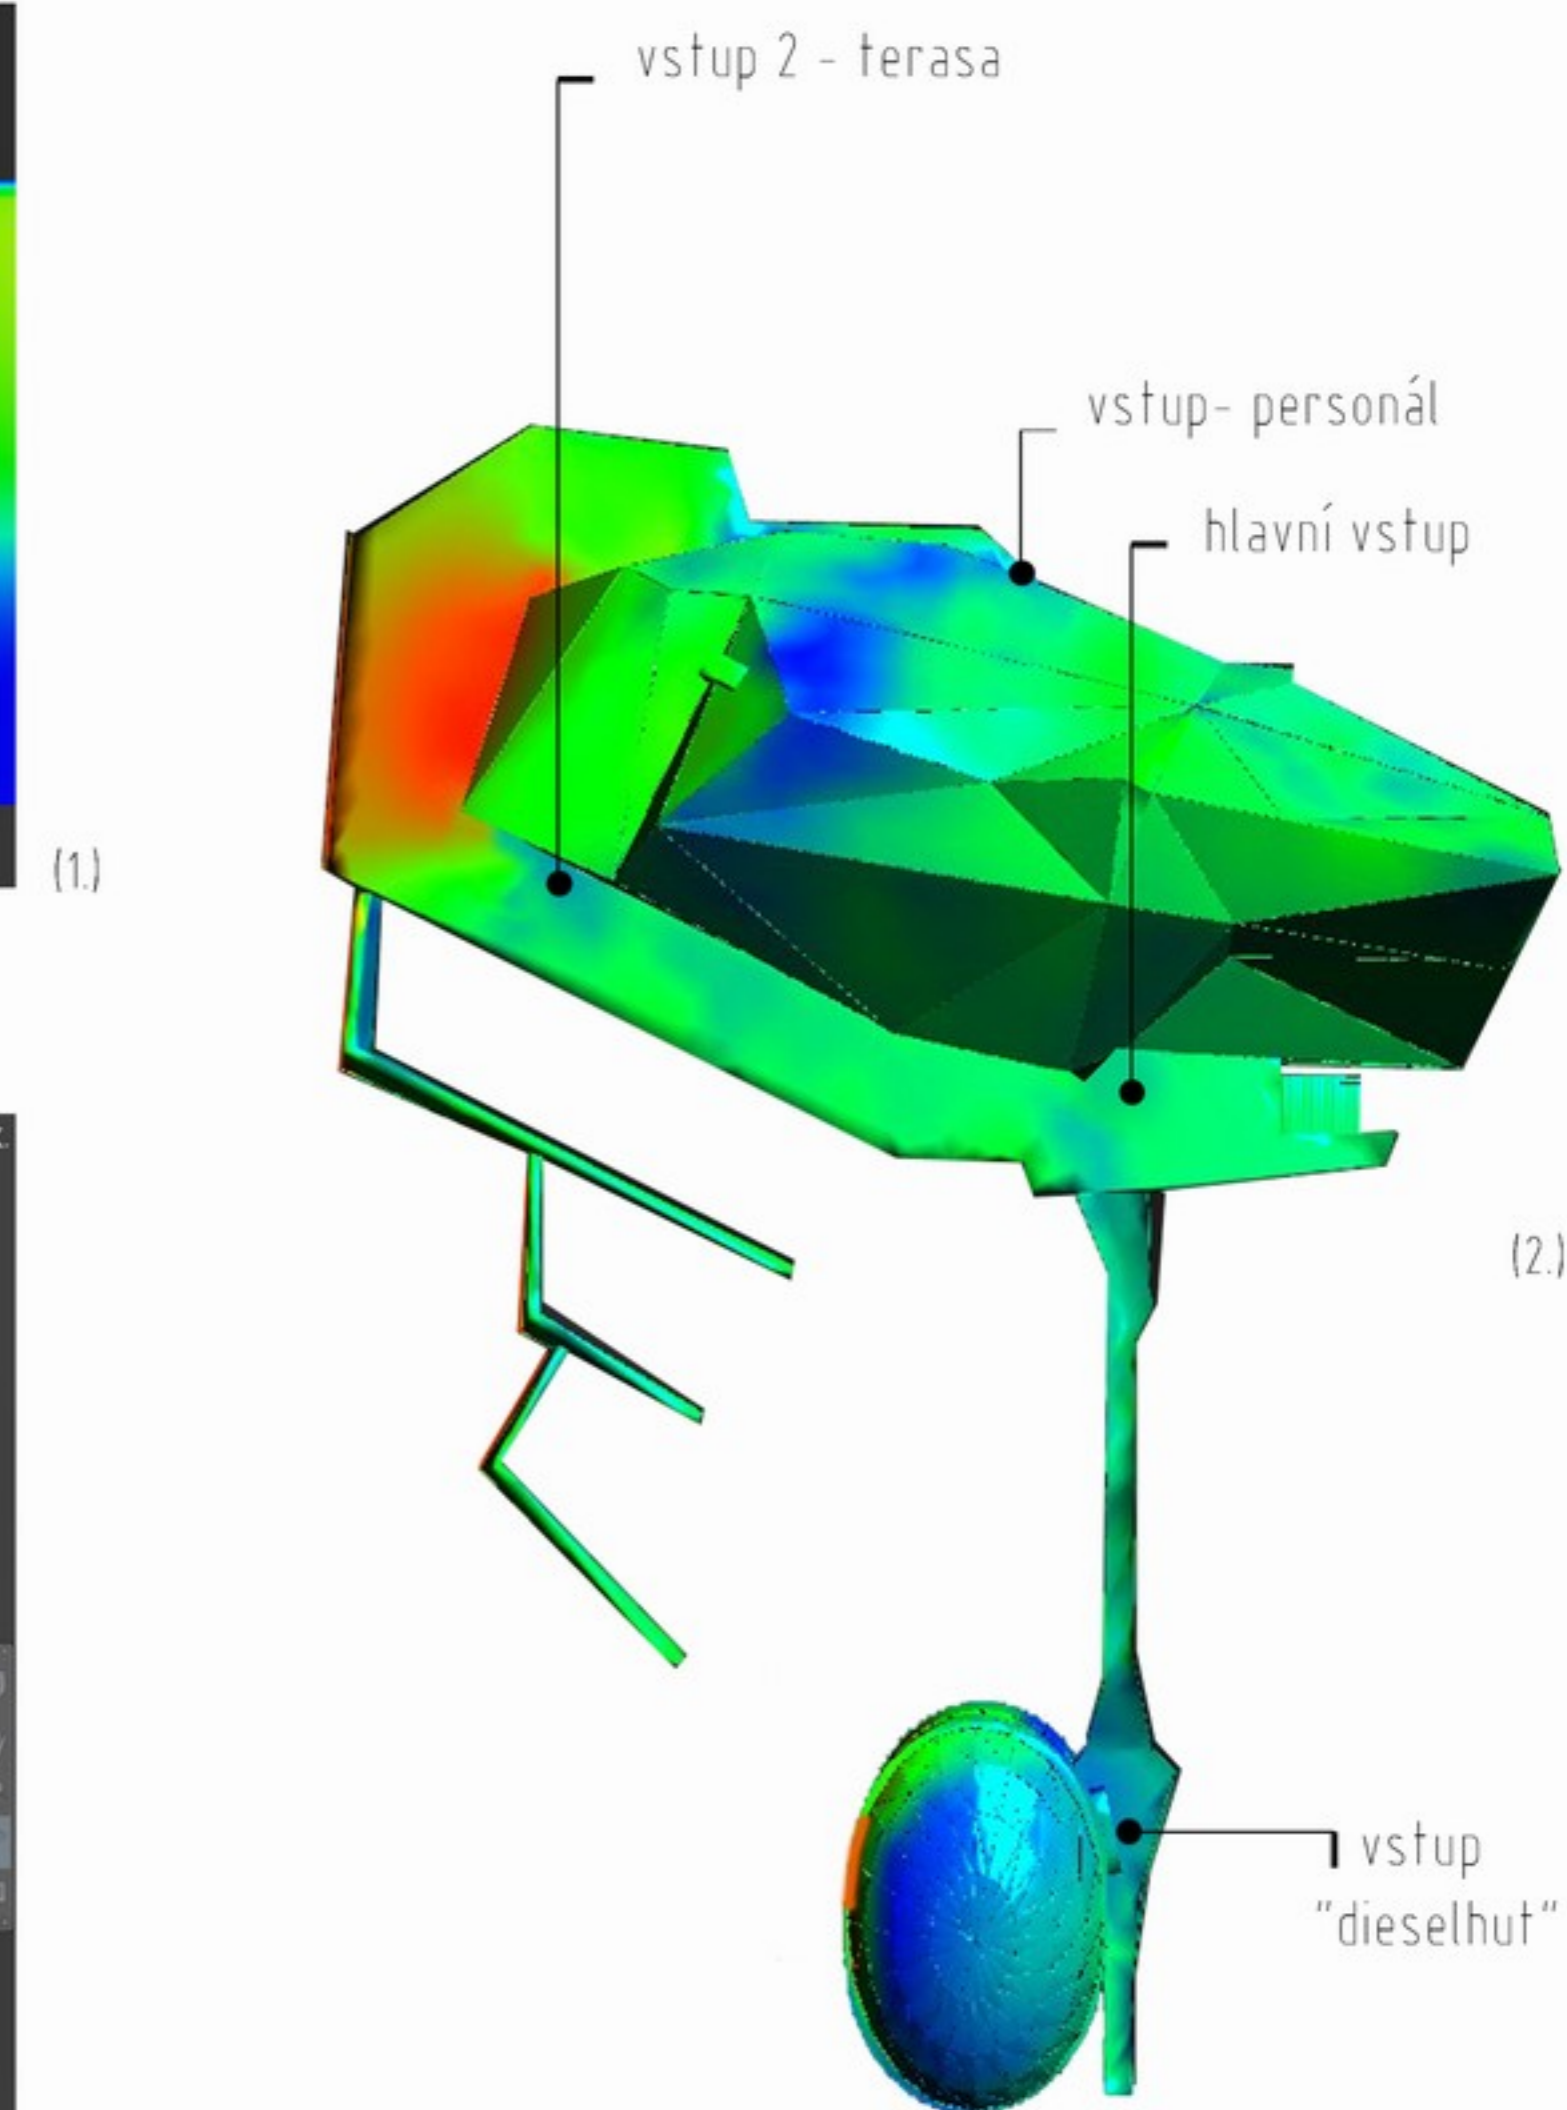 vstup 2 - terasa
vstup- personál
hlavní vstup
(1.)
(2.)
vstup
"dieselhut"